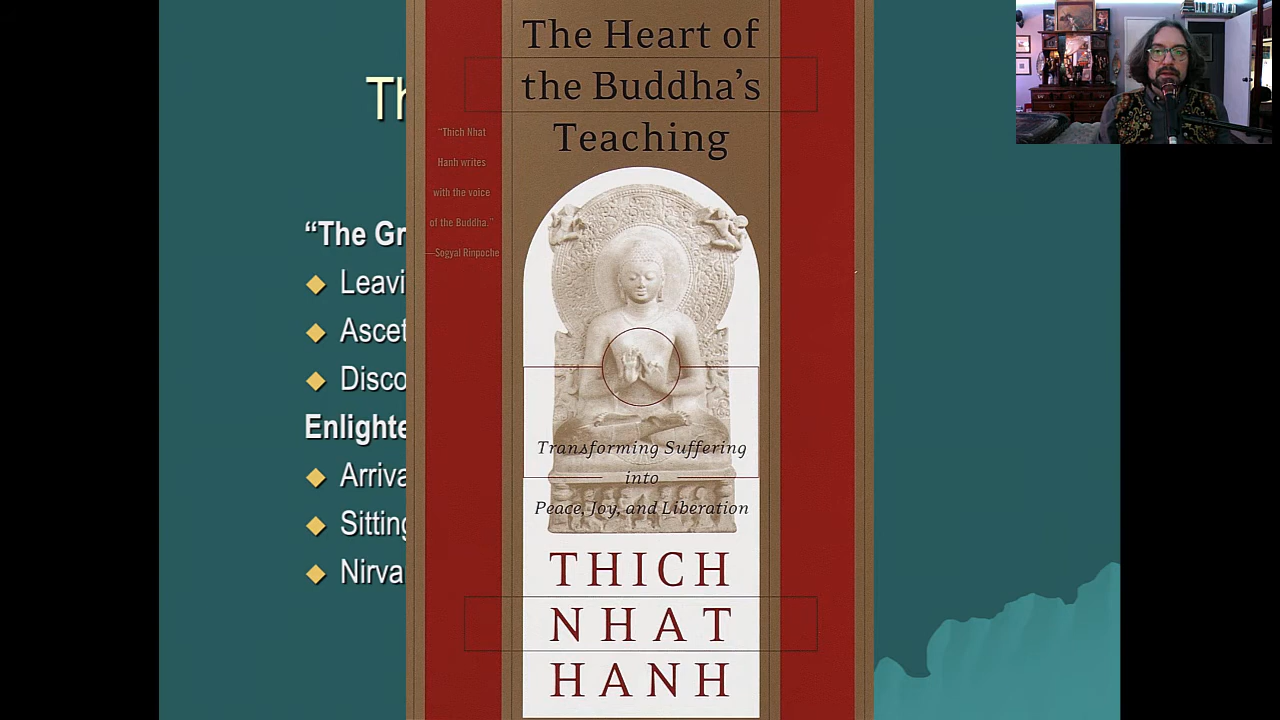 Th
“The Gr
Leavi
Ascet
Disco
Enlighte
Arriva
Sitting
Nirva
The Heart of
the Buddha’s
Teaching
“Thich Nhat
Hanh writes
with the voice
of the Buddha.”
—Sogyal Rinpoche
Transforming Suffering
into
Peace, Joy, and Liberation
THICH
NHAT
HANH